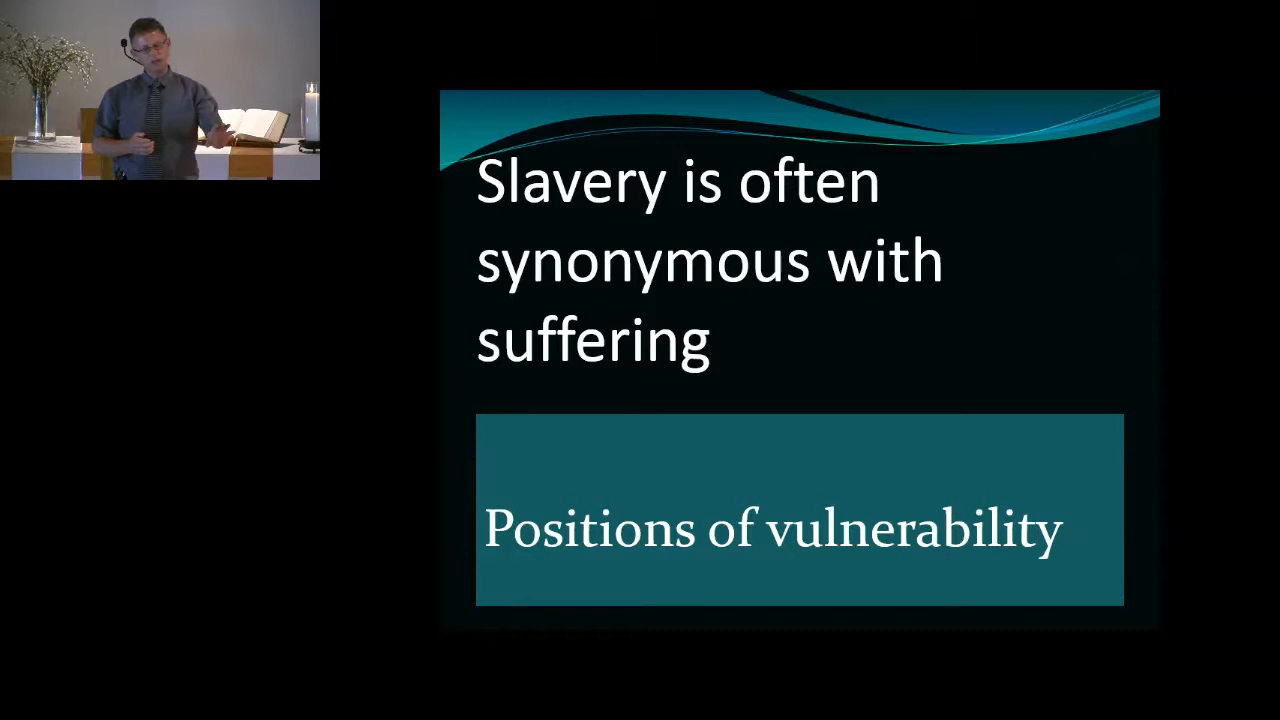 Slavery is often
synonymous with
suffering
Positions of vulnerability